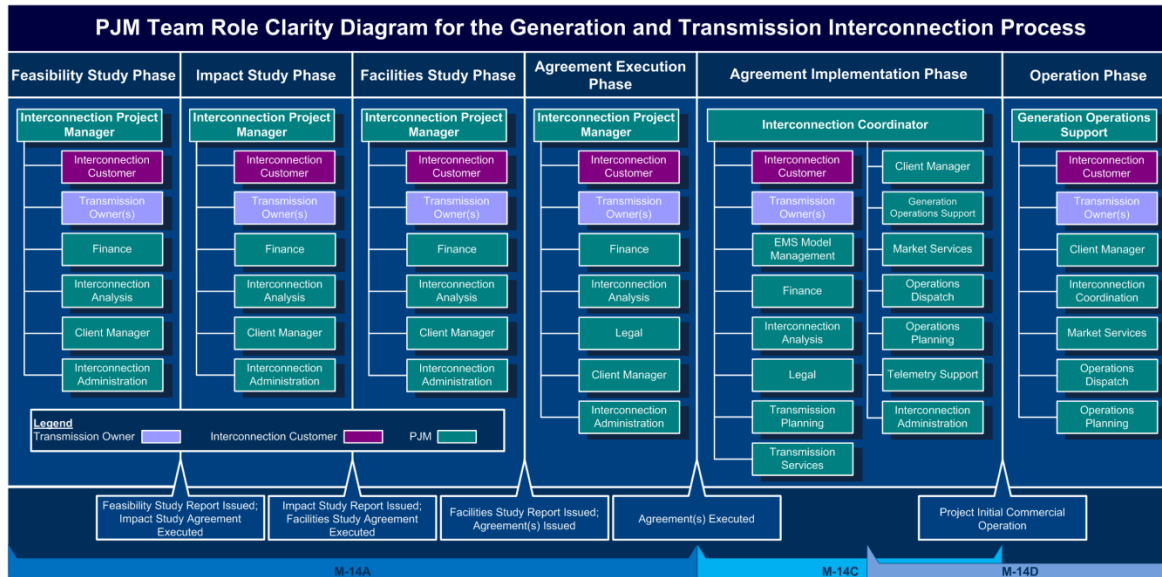 PJM Team Role Clarity Diagram for the Generation and Transmission Interconnection Process
Feasibility Study Phase
Impact Study Phase
Facilities Study Phase
Agreement Execution
Phase
Agreement Implementation Phase
Operation Phase
Interconnection Project
Manager
Interconnection
Customer
Transmission
Owner(s)
Finance
Interconnection
Analysis
Client Manager
Interconnection
Administration
Interconnection Project
Manager
Interconnection
Customer
Transmission
Owner(s)
Finance
Interconnection
Analysis
Client Manager
Interconnection
Administration
Interconnection Project
Manager
Interconnection
Customer
Transmission
Owner(s)
Finance
Interconnection
Analysis
Client Manager
Interconnection
Administration
Interconnection Project
Manager
Interconnection
Customer
Transmission
Owner(s)
Finance
Interconnection
Analysis
Legal
Client Manager
Interconnection
Administration
Interconnection Coordinator
Interconnection
Customer
Transmission
Owner(s)
EMS Model
Management
Finance
Interconnection
Analysis
Legal
Transmission
Planning
Transmission
Services
Client Manager
Generation
Operations Support
Market Services
Operations
Dispatch
Operations
Planning
Telemetry Support
Interconnection
Administration
Generation Operations
Support
Interconnection
Customer
Transmission
Owner(s)
Client Manager
Interconnection
Coordination
Market Services
Operations
Dispatch
Operations
Planning
Legend
Transmission Owner
Interconnection Customer
PJM
Feasibility Study Report Issued;
Impact Study Agreement
Executed
Impact Study Report Issued;
Facilities Study Agreement
Executed
Facilities Study Report Issued;
Agreement(s) Issued
Agreement(s) Executed
Project Initial Commercial
Operation
M-14A
M-14C
M-14D